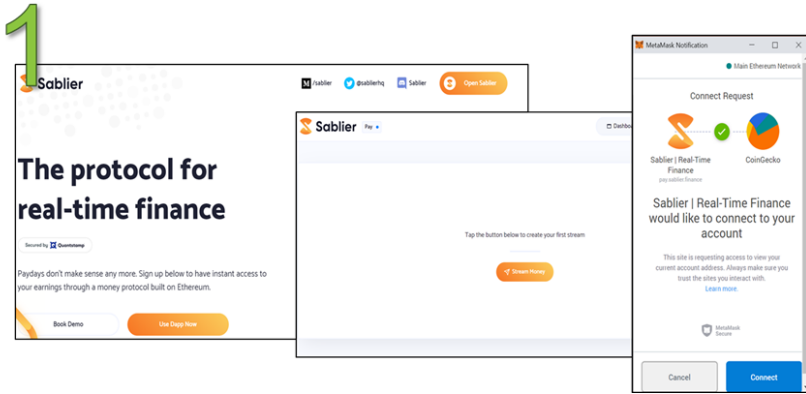 1
Sablier
/sablier
@sablierhq
Sablier
Open Sablier
The protocol for
real-time finance
Secured by Quantstamp
Paydays don't make sense any more. Sign up below to have instant access to
your earnings through a money protocol built on Ethereum.
Book Demo
Use Dapp Now
Sablier
Pay
Dashbo
Tap the button below to create your first stream
Stream Money
MetaMask Notification
Main Ethereum Network
Connect Request
Sablier | Real-Time
Finance
pay.sablier.finance
CoinGecko
Sablier | Real-Time Finance
would like to connect to your
account
This site is requesting access to view your
current account address. Always make sure you
trust the sites you interact with.
Learn more.
MetaMask
Secure
Cancel
Connect